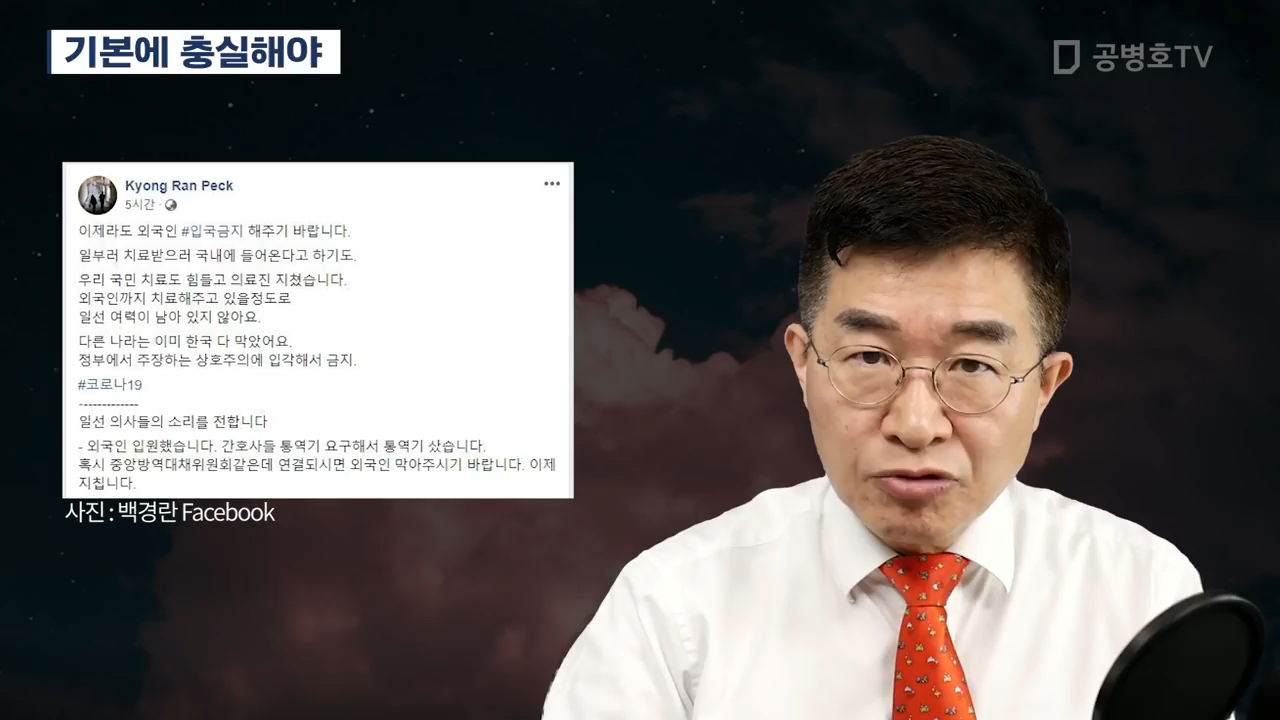 기본에 충실해야
공병호TV
Kyong Ran Peck
5시간 ·
이제라도 외국인 #입국금지 해주기 바랍니다.
일부러 치료받으러 국내에 들어온다고 하기도.
우리 국민 치료도 힘들고 의료진 지쳤습니다.
외국인까지 치료해주고 있을정도로
일선 여력이 남아 있지 않아요.
다른 나라는 이미 한국 다 막았어요.
정부에서 주장하는 상호주의에 입각해서 금지.
#코로나19
-------------
일선 의사들의 소리를 전합니다
- 외국인 입원했습니다. 간호사들 통역기 요구해서 통역기 샀습니다.
혹시 중앙방역대채위원회같은데 연결되시면 외국인 막아주시기 바랍니다. 이제
지칩니다.
사진 : 백경란 Facebook